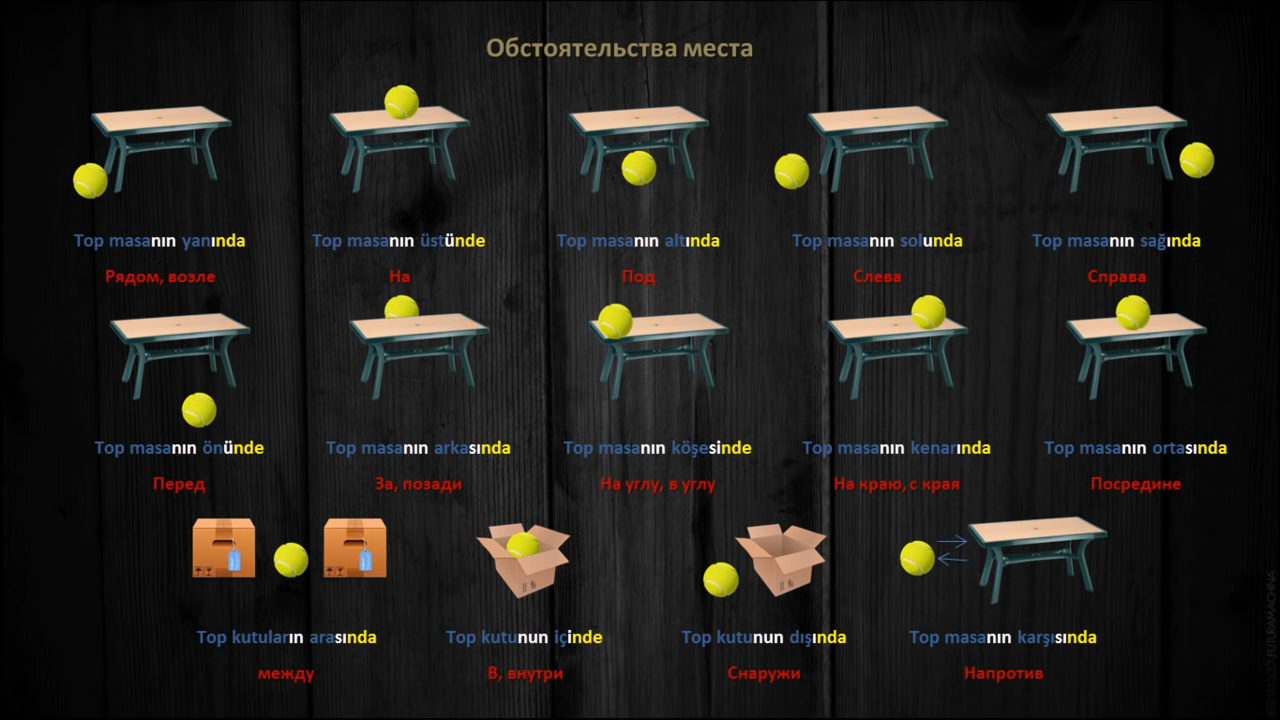 Обстоятельства места
Top masanın yanında
Top masanın üstünde
Top masanın altında
Top masanın solunda
Top masanın sağında
Рядом, возле
На
Под
Слева
Справа
Top masanın önünde
Top masanın arkasında
Top masanın köşesinde
Top masanın kenarında
Top masanın ortasında
Перед
За, позади
На углу, в углу
На краю, с края
Посредине
Top kutuların arasında
Top kutunun içinde
Top kutunun dışında
Top masanın karşısında
между
В, внутри
Снаружи
Напротив